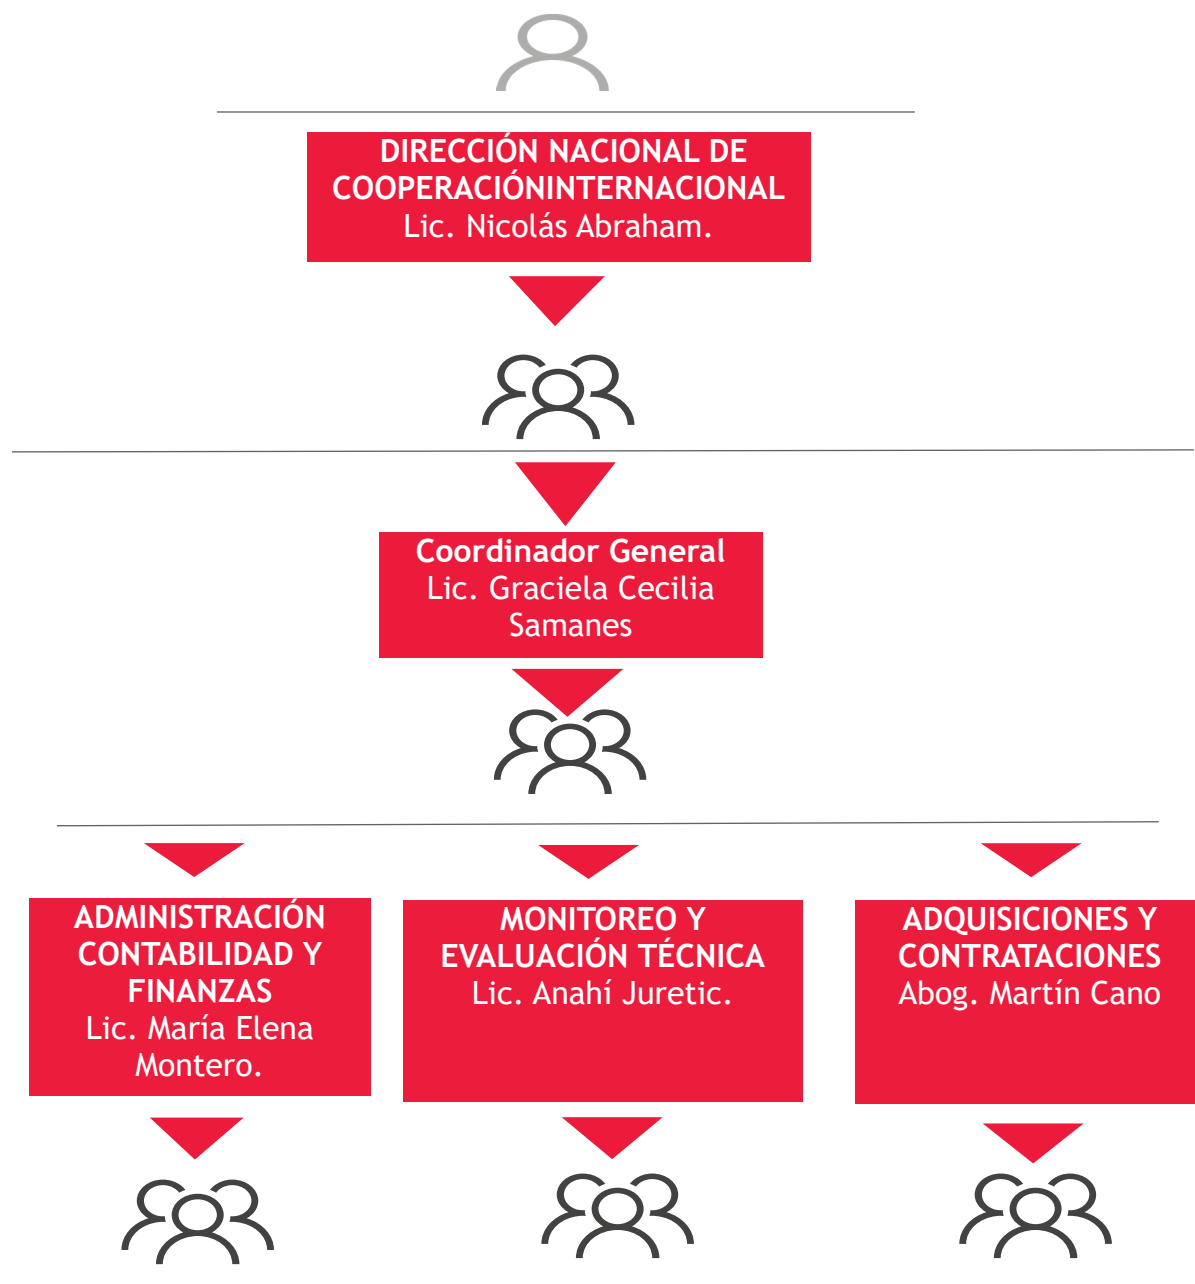 DIRECCIÓN NACIONAL DE
COOPERACIÓNINTERNACIONAL
Lic. Nicolás Abraham.
Coordinador General
Lic. Graciela Cecilia
Samanes
ADMINISTRACIÓN
CONTABILIDAD Y
FINANZAS
Lic. María Elena
Montero.
MONITOREO Y
EVALUACIÓN TÉCNICA
Lic. Anahí Juretic.
ADQUISICIONES Y
CONTRATACIONES
Abog. Martín Cano